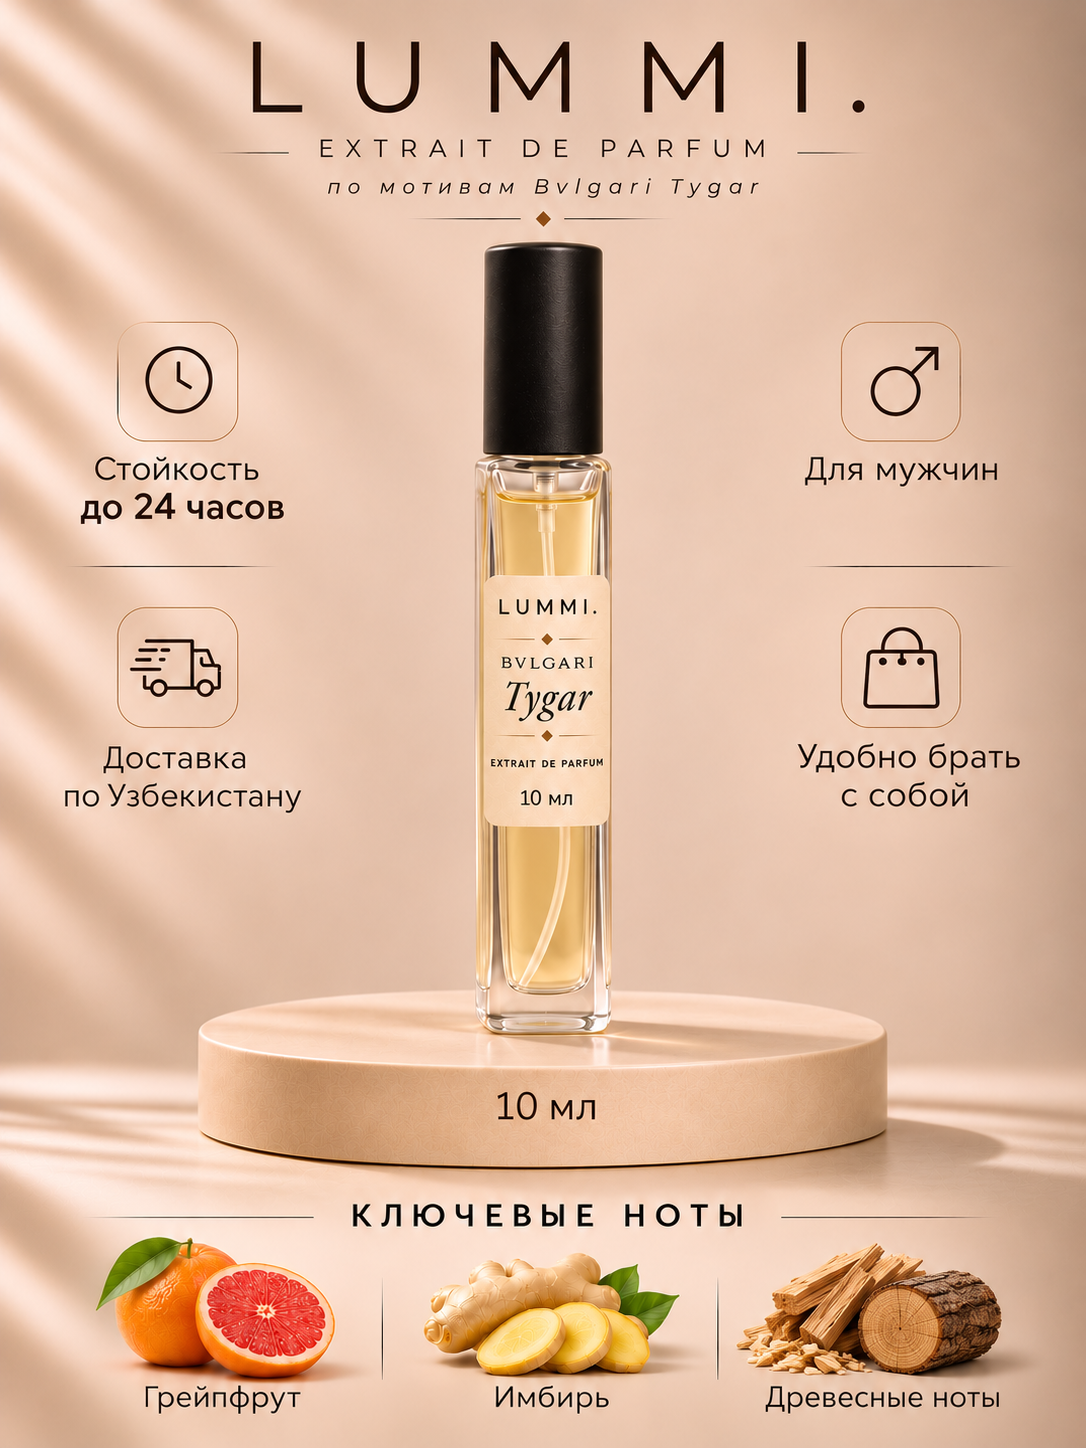 LUMMI.
EXTRAIT DE PARFUM
по мотивам Bvlgari Tygar
Стойкость
до 24 часов
Для мужчин
LUMMI.
BVLGARI
Tygar
EXTRAIT DE PARFUM
10 мл
Доставка
по Узбекистану
Удобно брать
с собой
10 мл
КЛЮЧЕВЫЕ НОТЫ
Грейпфрут
Имбирь
Древесные ноты